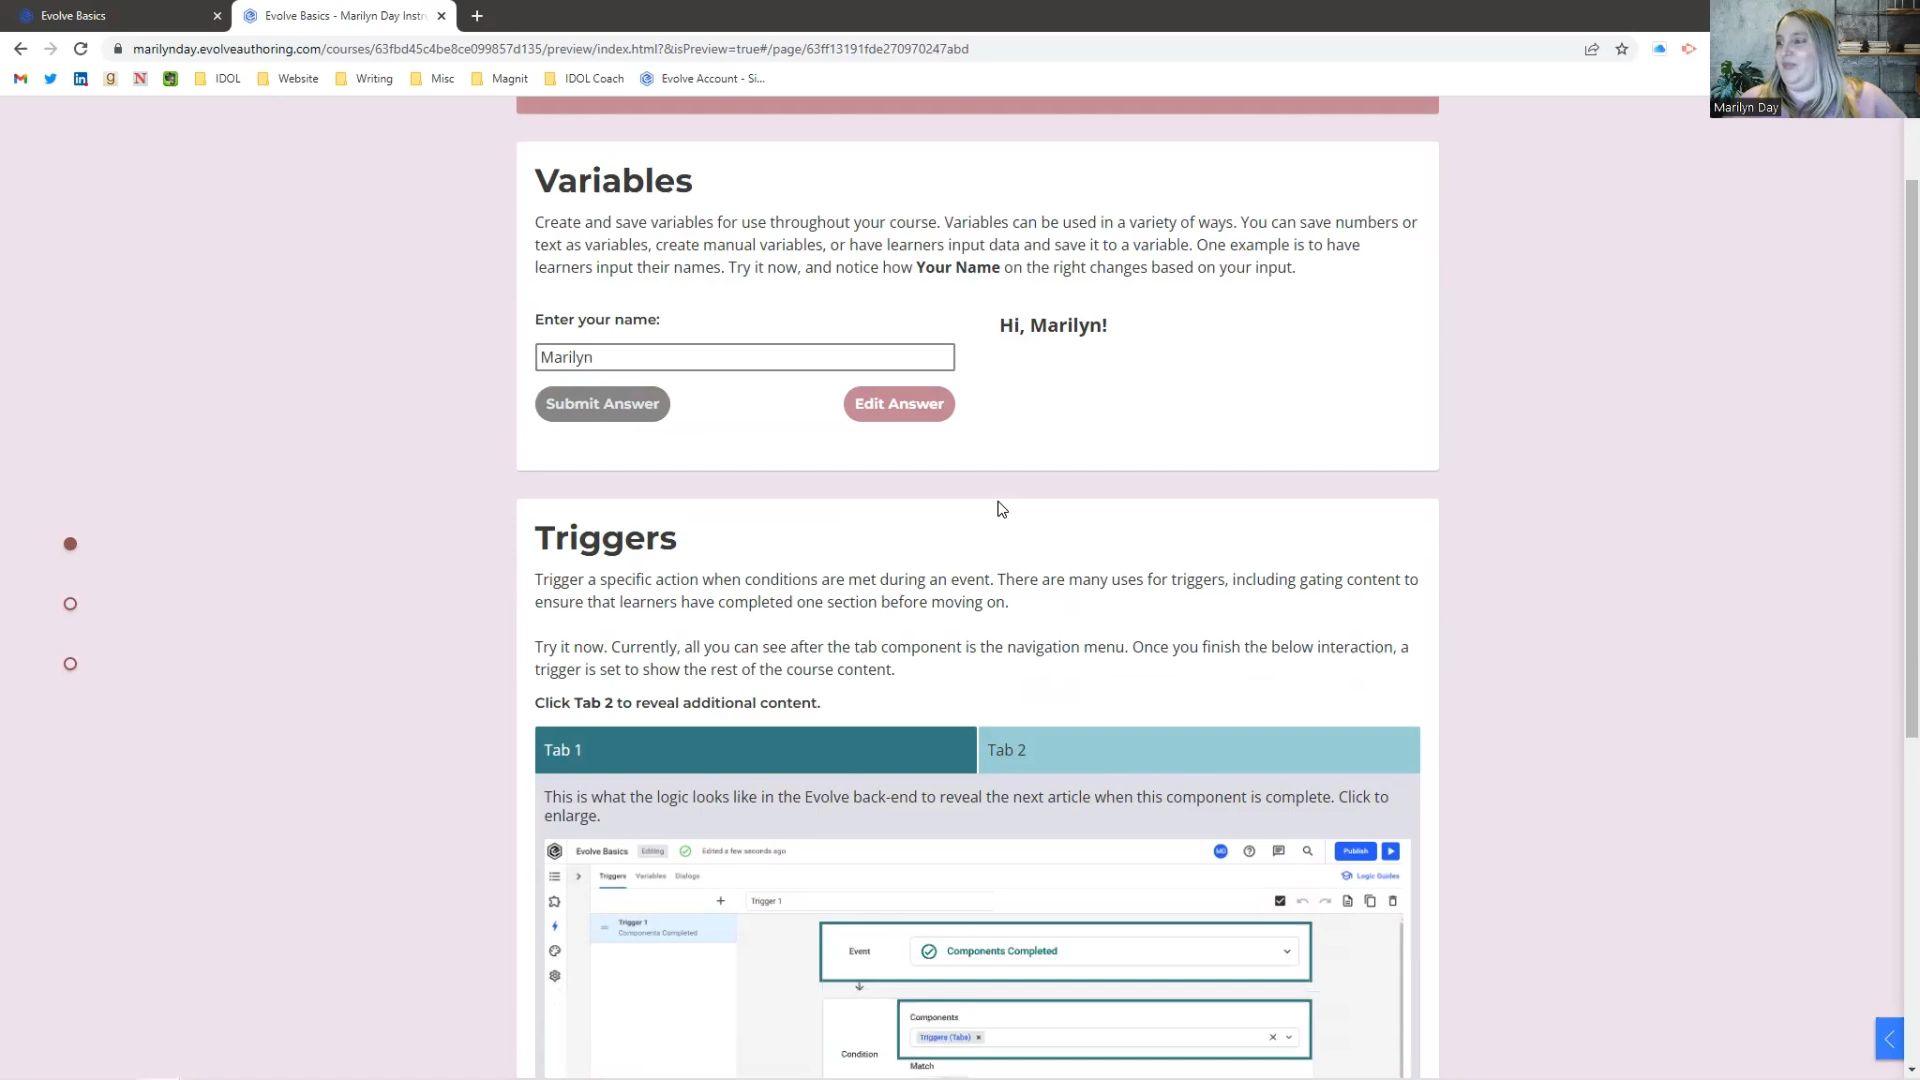 Evolve Basics
Evolve Basics - Marilyn Day Instr
marilynday.evolveauthoring.com/courses/63fbd45c4be8ce099857d135/preview/index.html?&isPreview=true#/page/63ff13191fde270970247abd
IDOL
Website
Writing
Misc
Magnit
IDOL Coach
Evolve Account - Si...
Marilyn Day
Variables
Create and save variables for use throughout your course. Variables can be used in a variety of ways. You can save numbers or
text as variables, create manual variables, or have learners input data and save it to a variable. One example is to have
learners input their names. Try it now, and notice how Your Name on the right changes based on your input.
Enter your name:
Hi, Marilyn!
Marilyn
Submit Answer
Edit Answer
Triggers
Trigger a specific action when conditions are met during an event. There are many uses for triggers, including gating content to
ensure that learners have completed one section before moving on.
Try it now. Currently, all you can see after the tab component is the navigation menu. Once you finish the below interaction, a
trigger is set to show the rest of the course content.
Click Tab 2 to reveal additional content.
Tab 1
Tab 2
This is what the logic looks like in the Evolve back-end to reveal the next article when this component is complete. Click to
enlarge.
Evolve Basics Editing Edited a few seconds ago
MD
Publish
Triggers Variables Dialogs
Logic Guides
Trigger 1
Trigger 1
Components Completed
Event
Components Completed
Components
Triggers (Tabs) ×
Condition
Match